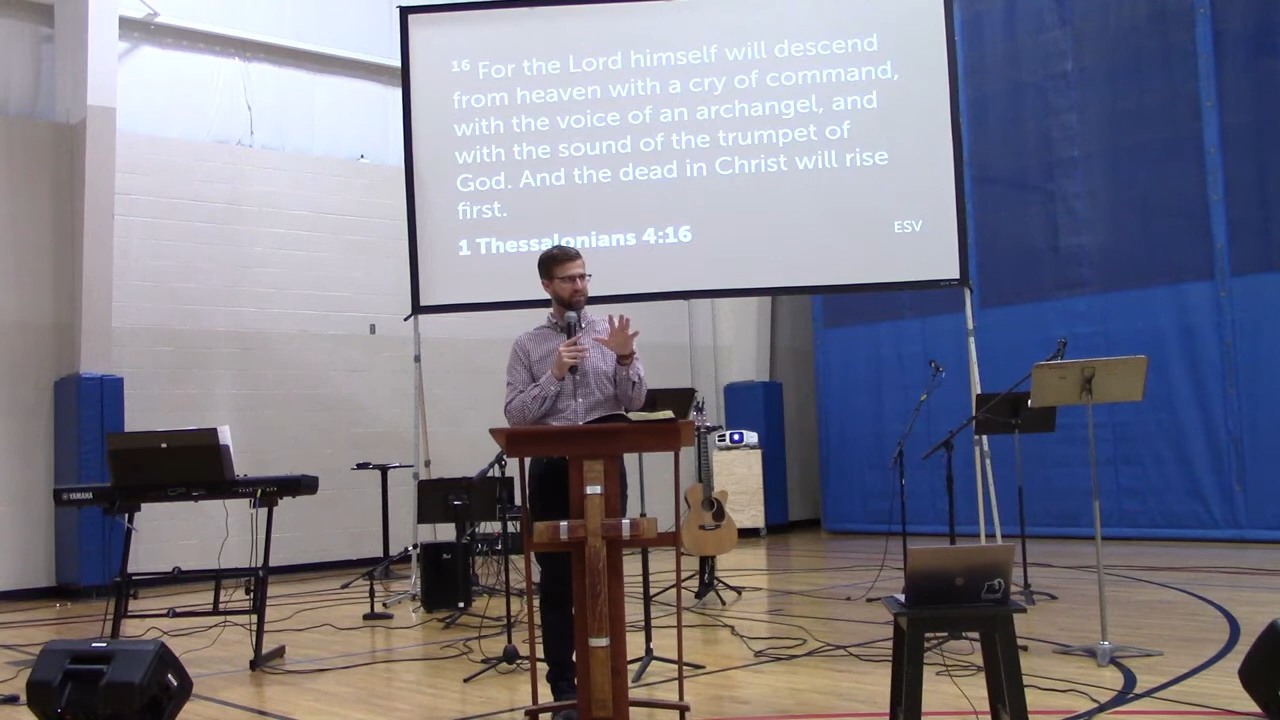 16 For the Lord himself will descend
from heaven with a cry of command,
with the voice of an archangel, and
with the sound of the trumpet of
God. And the dead in Christ will rise
first.
1 Thessalonians 4:16
ESV
YAMAHA